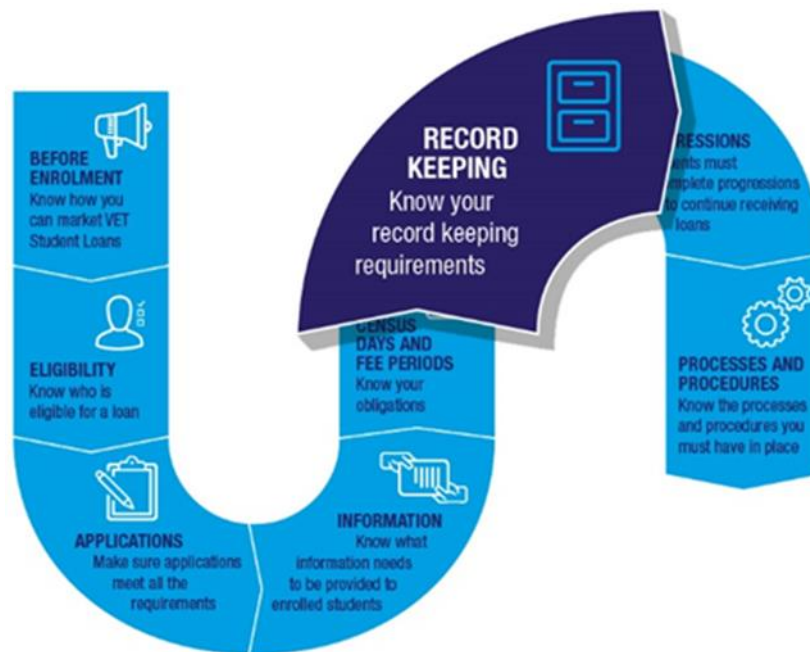 BEFORE
ENROLMENT
Know how you
can market VET
Student Loans
ELIGIBILITY
Know who is
eligible for a loan
APPLICATIONS
Make sure applications
meet all the
requirements
INFORMATION
Know what
information needs
to be provided to
enrolled students
CENSUS
DAYS AND
FEE PERIODS
Know your
obligations
RECORD
KEEPING
Know your
record keeping
requirements
must
progressions
to continue receiving
loans
PROCESSES AND
PROCEDURES
Know the processes
and procedures you
must have in place